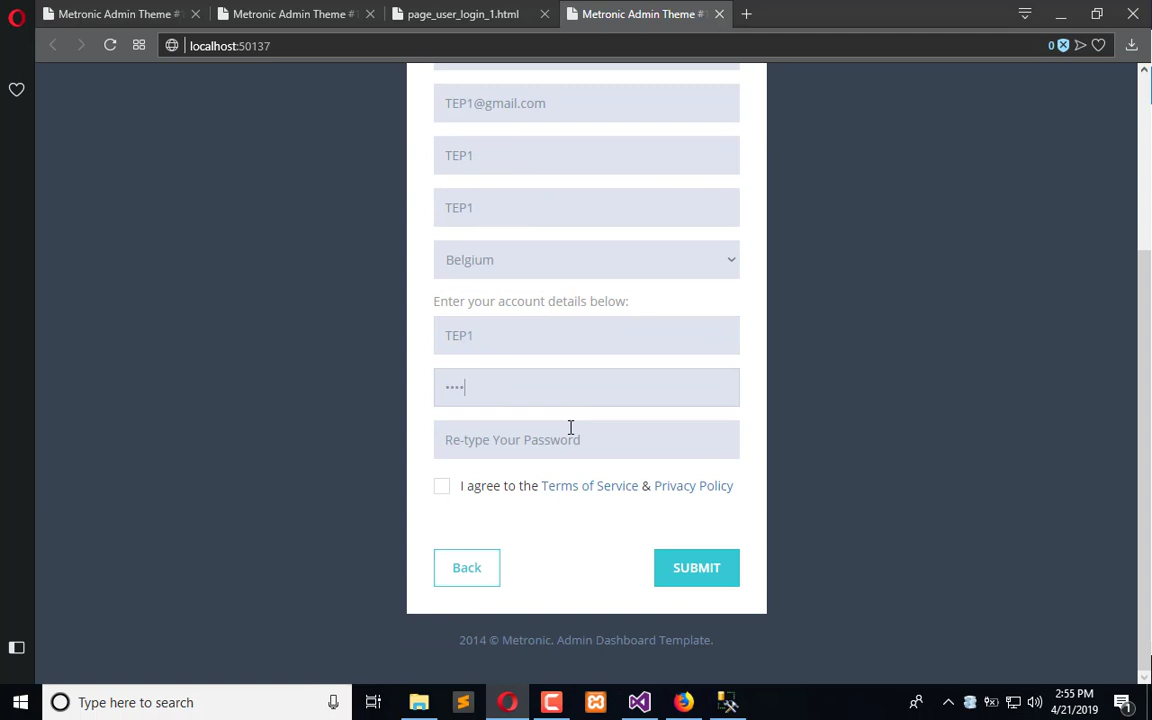 Metronic Admin Theme #
Metronic Admin Theme #
page_user_login_1.html
Metronic Admin Theme #
localhost:50137
0
TEP1@gmail.com
TEP1
TEP1
Belgium
Enter your account details below:
TEP1
••••
Re-type Your Password
I agree to the Terms of Service & Privacy Policy
Back
SUBMIT
2014 © Metronic. Admin Dashboard Template.
Type here to search
2:55 PM
4/21/2019
1